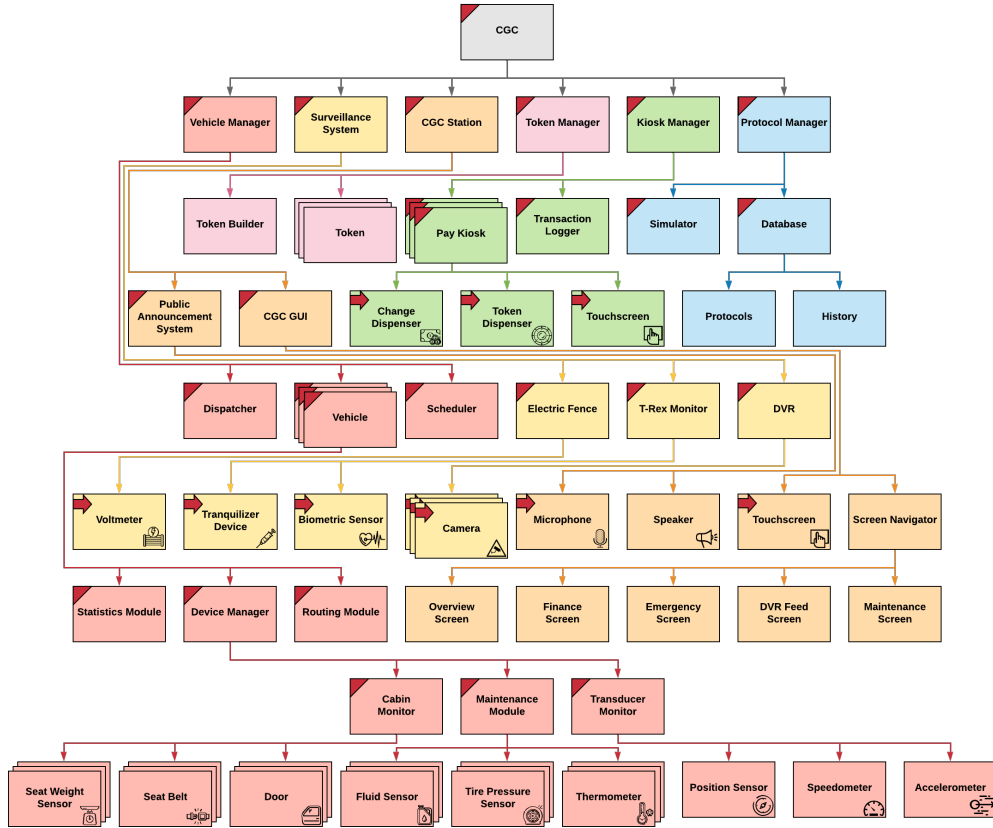 CGC
Vehicle Manager
Surveillance
System
CGC Station
Token Manager
Kiosk Manager
Protocol Manager
Token Builder
Token
Pay Kiosk
Transaction
Logger
Simulator
Database
Public
Announcement
System
CGC GUI
Change
Dispenser
Token
Dispenser
Touchscreen
Protocols
History
Dispatcher
Vehicle
Scheduler
Electric Fence
T-Rex Monitor
DVR
Voltmeter
Tranquilizer
Device
Biometric Sensor
Camera
Microphone
Speaker
Touchscreen
Screen Navigator
Statistics Module
Device Manager
Routing Module
Overview
Screen
Finance
Screen
Emergency
Screen
DVR Feed
Screen
Maintenance
Screen
Cabin
Monitor
Maintenance
Module
Transducer
Monitor
Seat Weight
Sensor
Seat Belt
Door
Fluid Sensor
Tire Pressure
Sensor
Thermometer
Position Sensor
Speedometer
Accelerometer